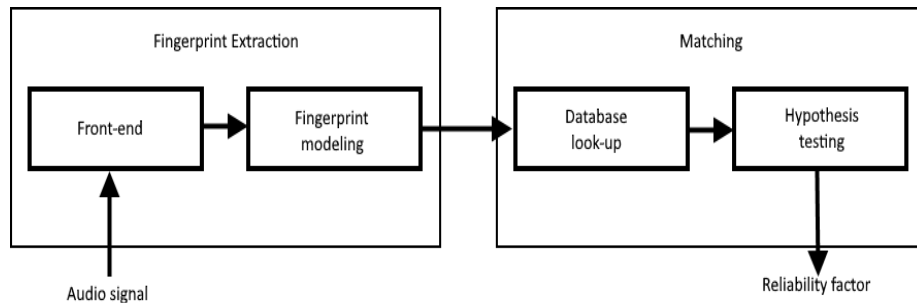 Fingerprint Extraction
Matching
Front-end
Fingerprint
modeling
Database
look-up
Hypothesis
testing
Audio signal
Reliability factor